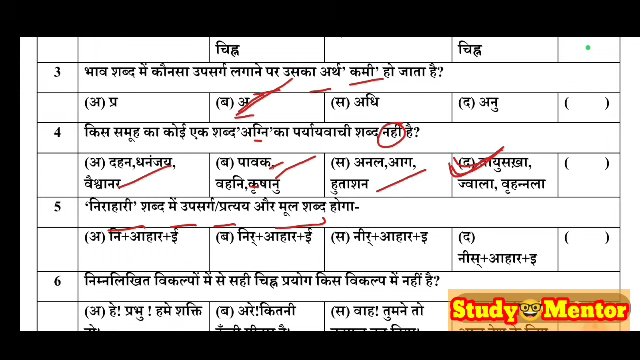 चिह्न चिह्न
3 भाव शब्द में कौनसा उपसर्ग लगाने पर उसका अर्थ' कमी' हो जाता है?
(अ) प्र (ब) अ (स) अधि (द) अनु ( )
4 किस समूह का कोई एक शब्द'अग्नि'का पर्यायवाची शब्द नही है?
(अ) दहन,धनंजय, (ब) पावक, (स) अनल,आग, (द) वायुसखा, ( )
वैश्वानर वहनि,कृषानु हुताशन ज्वाला, वृहन्नला
5 'निराहारी' शब्द में उपसर्ग/प्रत्यय और मूल शब्द होगा-
(अ) नि+आहार+ई (ब) निर्+आहार+ई (स) नीर्+आहार+इ (द) ( )
नीस्+आहार+इ
6 निम्नलिखित विकल्पों में से सही चिह्न प्रयोग किस विकल्प में नहीं है?
(अ) हे! प्रभु ! हमे शक्ति (ब) अरे!कितनी (स) वाह! तुमने तो
Study Mentor